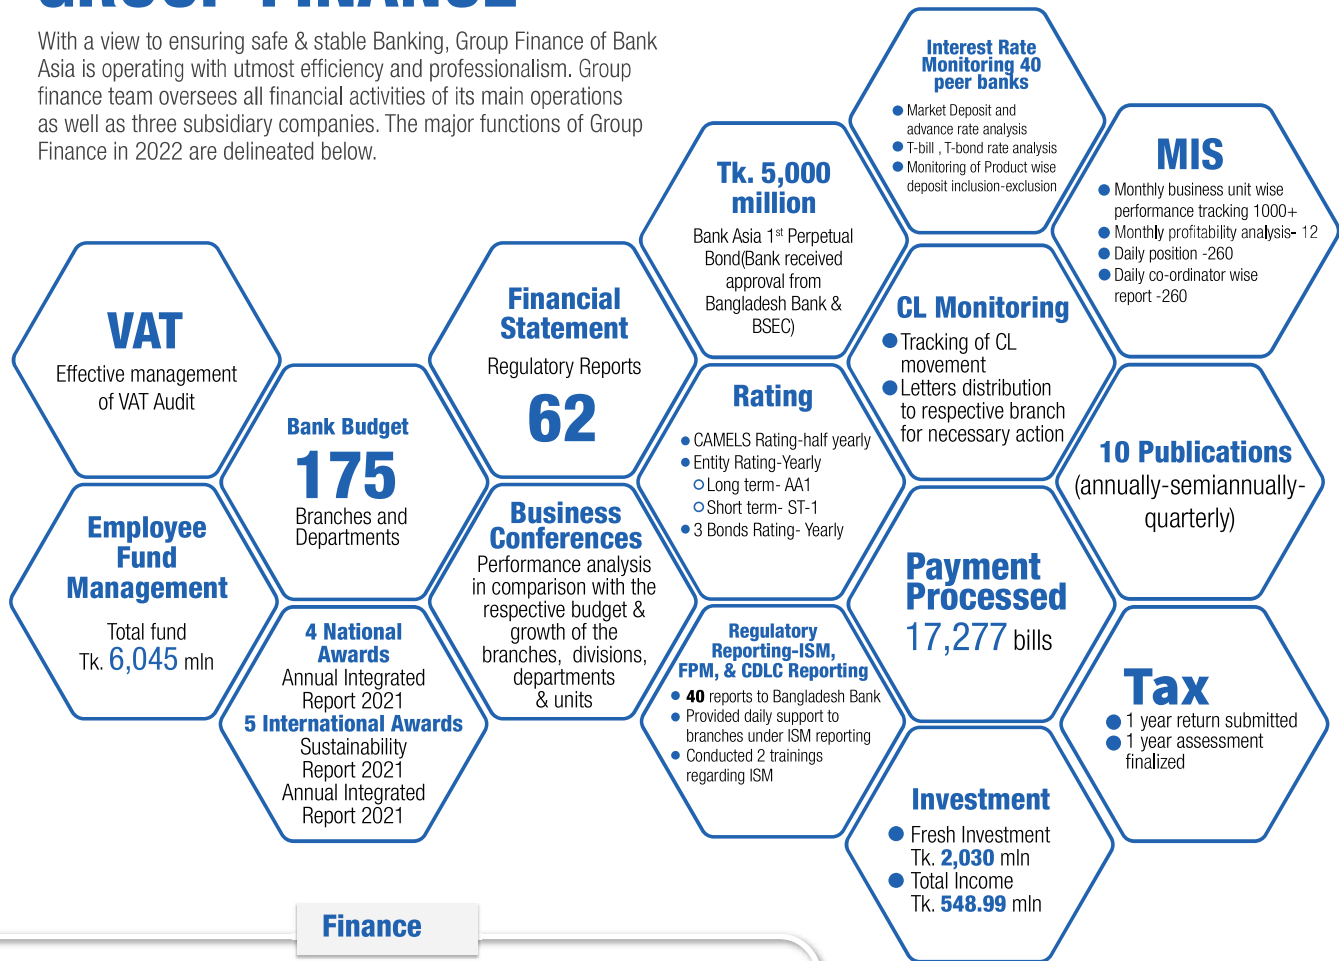 GROUP FINANCE
With a view to ensuring safe & stable Banking, Group Finance of Bank
Asia is operating with utmost efficiency and professionalism. Group
finance team oversees all financial activities of its main operations
as well as three subsidiary companies. The major functions of Group
Finance in 2022 are delineated below.
Interest Rate
Monitoring 40
peer banks
● Market Deposit and
advance rate analysis
● T-bill , T-bond rate analysis
● Monitoring of Product wise
deposit inclusion-exclusion
MIS
● Monthly business unit wise
performance tracking 1000+
● Monthly profitability analysis- 12
● Daily position -260
● Daily co-ordinator wise
report -260
Tk. 5,000
million
Bank Asia 1st Perpetual
Bond(Bank received
approval from
Bangladesh Bank &
BSEC)
VAT
Effective management
of VAT Audit
Financial
Statement
Regulatory Reports
62
CL Monitoring
● Tracking of CL
movement
● Letters distribution
to respective branch
for necessary action
Bank Budget
175
Branches and
Departments
Rating
● CAMELS Rating-half yearly
● Entity Rating-Yearly
○ Long term- AA1
○ Short term- ST-1
● 3 Bonds Rating- Yearly
10 Publications
(annually-semiannually-
quarterly)
Employee
Fund
Management
Total fund
Tk. 6,045 mln
Business
Conferences
Performance analysis
in comparison with the
respective budget &
growth of the
branches, divisions,
departments
& units
Payment
Processed
17,277 bills
4 National
Awards
Annual Integrated
Report 2021
5 International Awards
Sustainability
Report 2021
Annual Integrated
Report 2021
Regulatory
Reporting-ISM,
FPM, & CDLC Reporting
● 40 reports to Bangladesh Bank
● Provided daily support to
branches under ISM reporting
● Conducted 2 trainings
regarding ISM
Tax
● 1 year return submitted
● 1 year assessment
finalized
Investment
● Fresh Investment
Tk. 2,030 mln
● Total Income
Tk. 548.99 mln
Finance